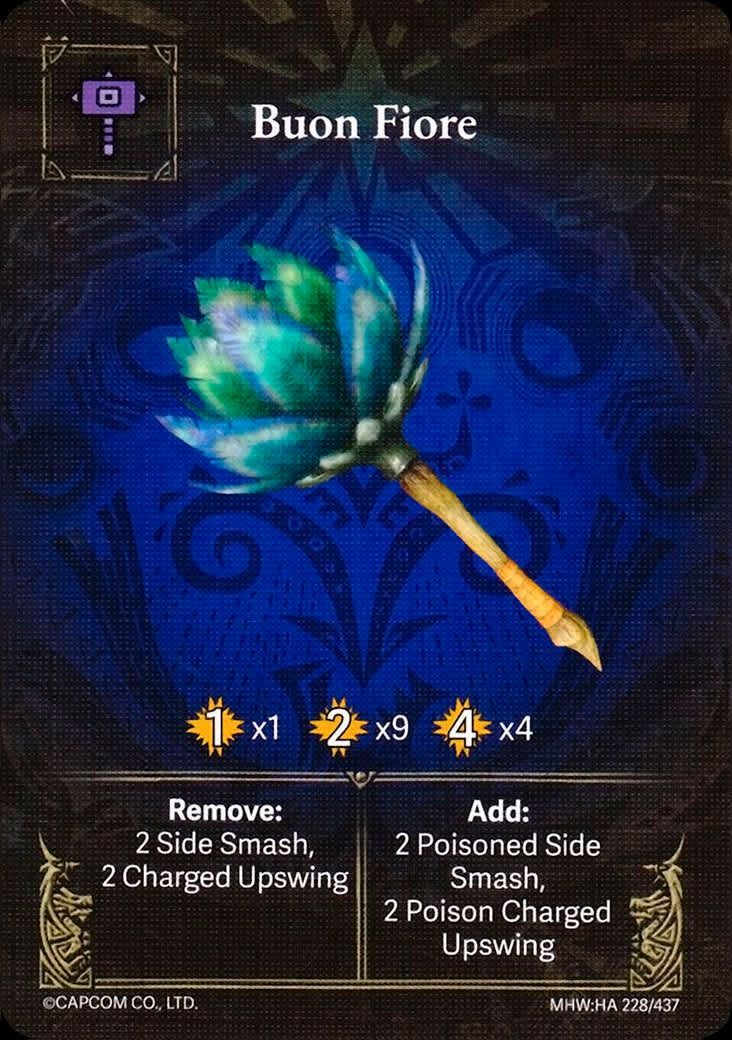 Buon Fiore
1 x1 2 x9 4 x4
Remove:
2 Side Smash,
2 Charged Upswing
Add:
2 Poisoned Side
Smash,
2 Poison Charged
Upswing
©CAPCOM CO., LTD.
MHW:HA 228/437